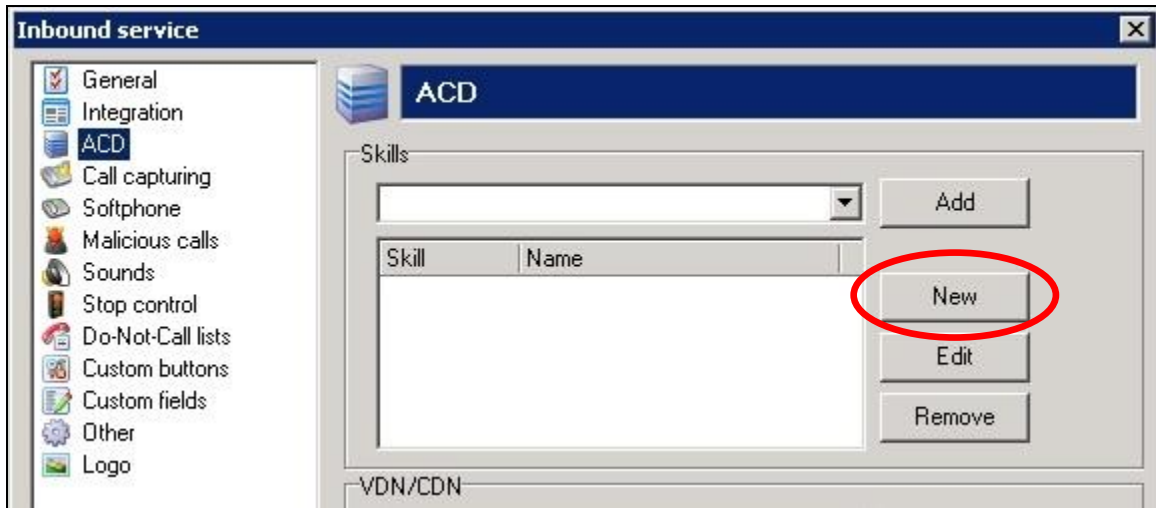 Inbound service
General
Integration
ACD
Call capturing
Softphone
Malicious calls
Sounds
Stop control
Do-Not-Call lists
Custom buttons
Custom fields
Other
Logo
ACD
Skills
Add
Skill Name
New
Edit
Remove
VDN/CDN